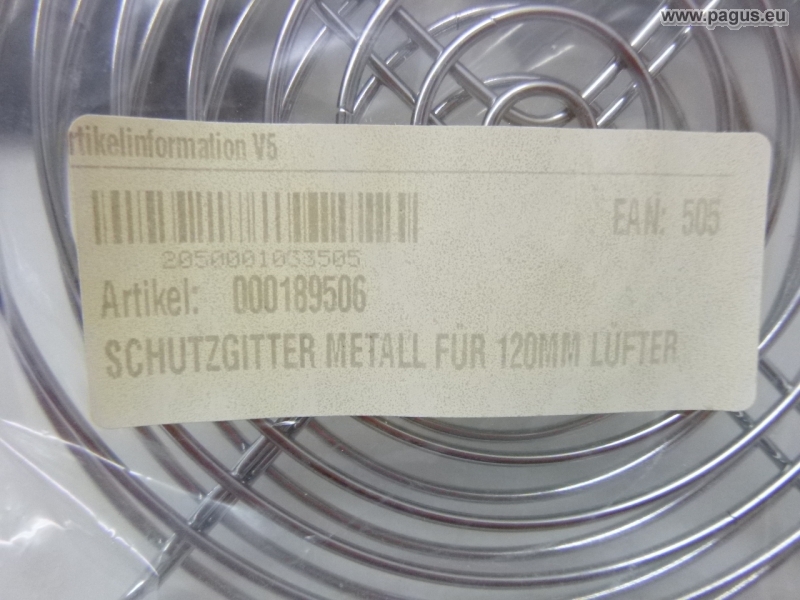 www.pagus.eu
rtikelinformation V5
EAN: 505
2050001033505
Artikel: 000189506
SCHUTZGITTER METALL FÜR 120MM LÜFTER